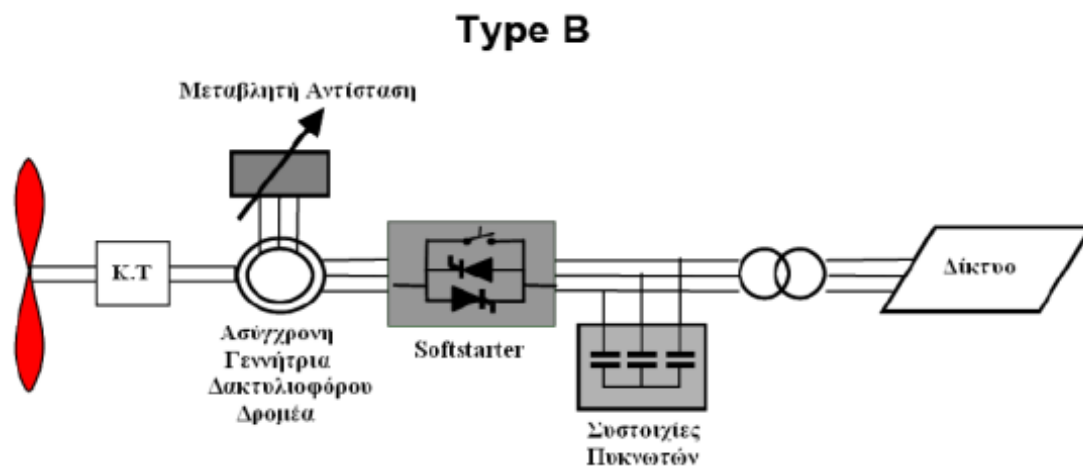 Type B
Μεταβλητή Αντίσταση
Κ.Τ
Ασύγχρονη
Γεννήτρια
Δακτυλιοφόρου
Δρομέα
Softstarter
Συστοιχίες
Πυκνωτών
Δίκτυο